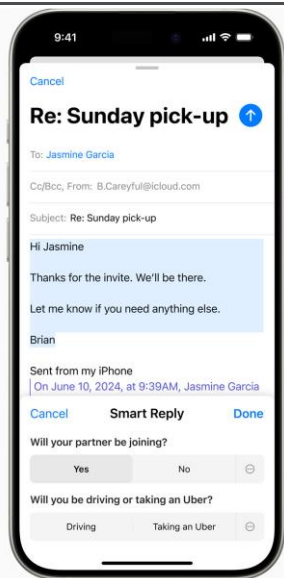 9:41
Cancel
Re: Sunday pick-up
To: Jasmine Garcia
Cc/Bcc, From: B.Careyful@icloud.com
Subject: Re: Sunday pick-up
Hi Jasmine
Thanks for the invite. We'll be there.
Let me know if you need anything else.
Brian
Sent from my iPhone
On June 10, 2024, at 9:39AM, Jasmine Garcia
Cancel Smart Reply Done
Will your partner be joining?
Yes No
Will you be driving or taking an Uber?
Driving Taking an Uber